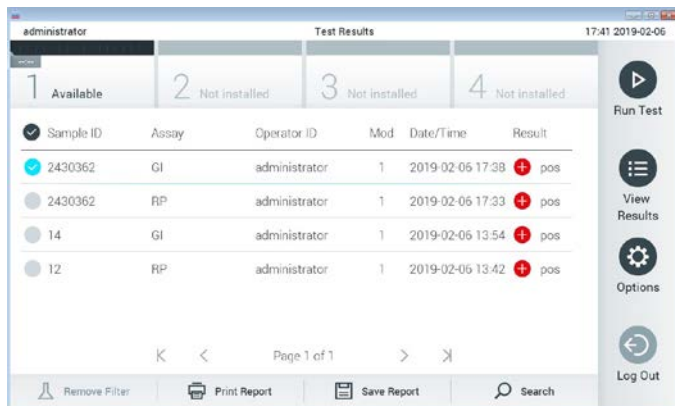 administrator Test Results 17:41 2019-02-06
1 Available 2 Not installed 3 Not installed 4 Not installed
Run Test
Sample ID Assay Operator ID Mod Date/Time Result
2430362 GI administrator 1 2019-02-06 17:38 pos
2430362 RP administrator 1 2019-02-06 17:33 pos
View
Results
14 GI administrator 1 2019-02-06 13:54 pos
12 RP administrator 1 2019-02-06 13:42 pos
Options
Page 1 of 1
Log Out
Remove Filter Print Report Save Report Search